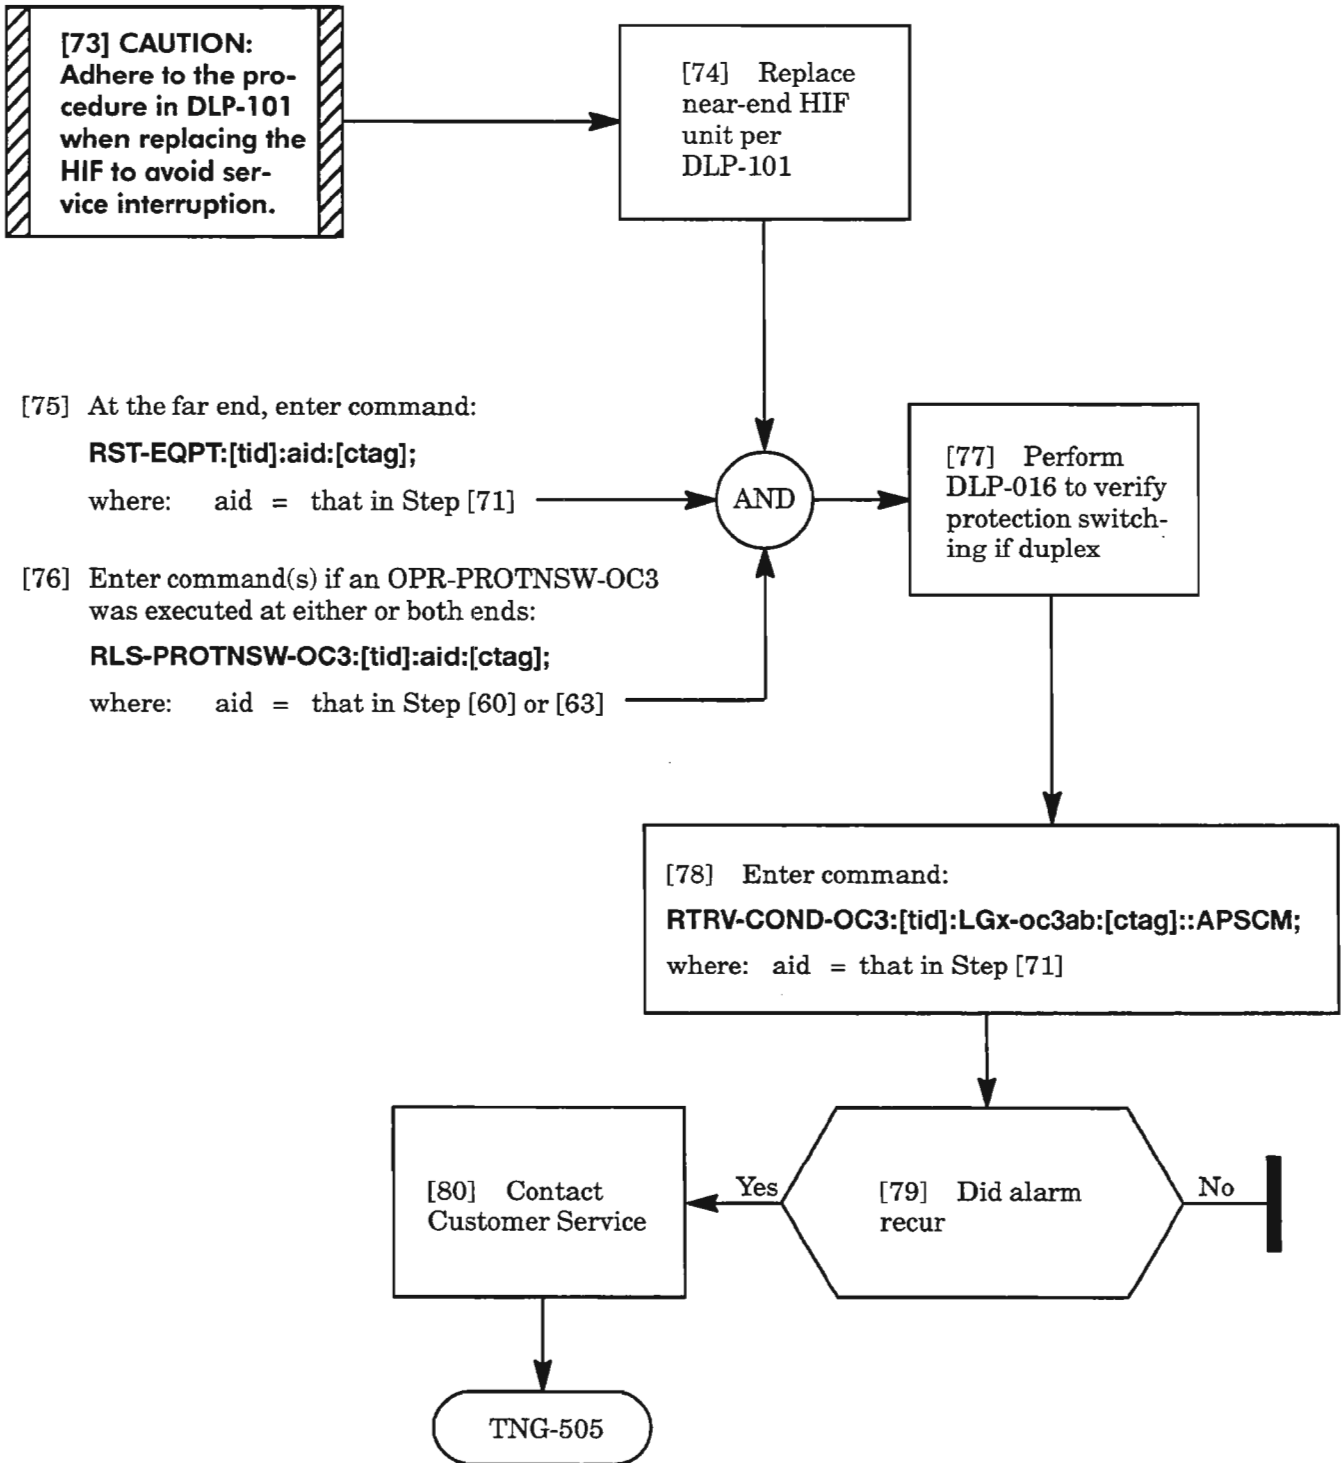 [73] CAUTION:
Adhere to the pro-
cedure in DLP-101
when replacing the
HIF to avoid ser-
vice interruption.
[74] Replace
near-end HIF
unit per
DLP-101
[75] At the far end, enter command:
RST-EQPT:[tid]:aid:[ctag];
where: aid = that in Step [71]
AND
[76] Enter command(s) if an OPR-PROTNSW-OC3
was executed at either or both ends:
RLS-PROTNSW-OC3:[tid]:aid:[ctag];
where: aid = that in Step [60] or [63]
[77] Perform
DLP-016 to verify
protection switch-
ing if duplex
[78] Enter command:
RTRV-COND-OC3:[tid]:LGx-oc3ab:[ctag]::APSCM;
where: aid = that in Step [71]
[79] Did alarm
recur
Yes
No
[80] Contact
Customer Service
TNG-505